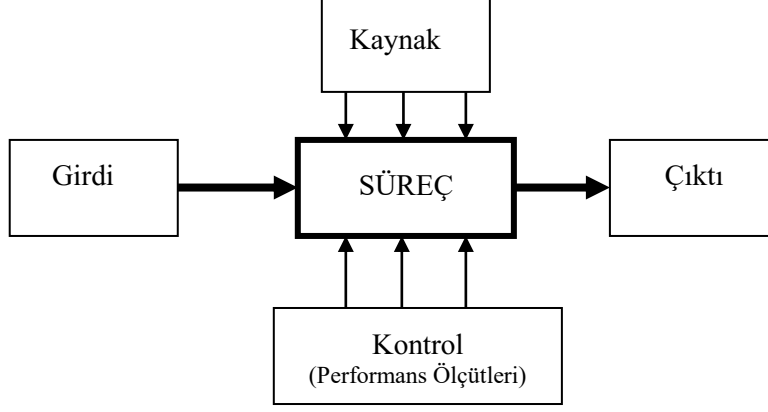 Kaynak
Girdi
SÜREÇ
Çıktı
Kontrol
(Performans Ölçütleri)